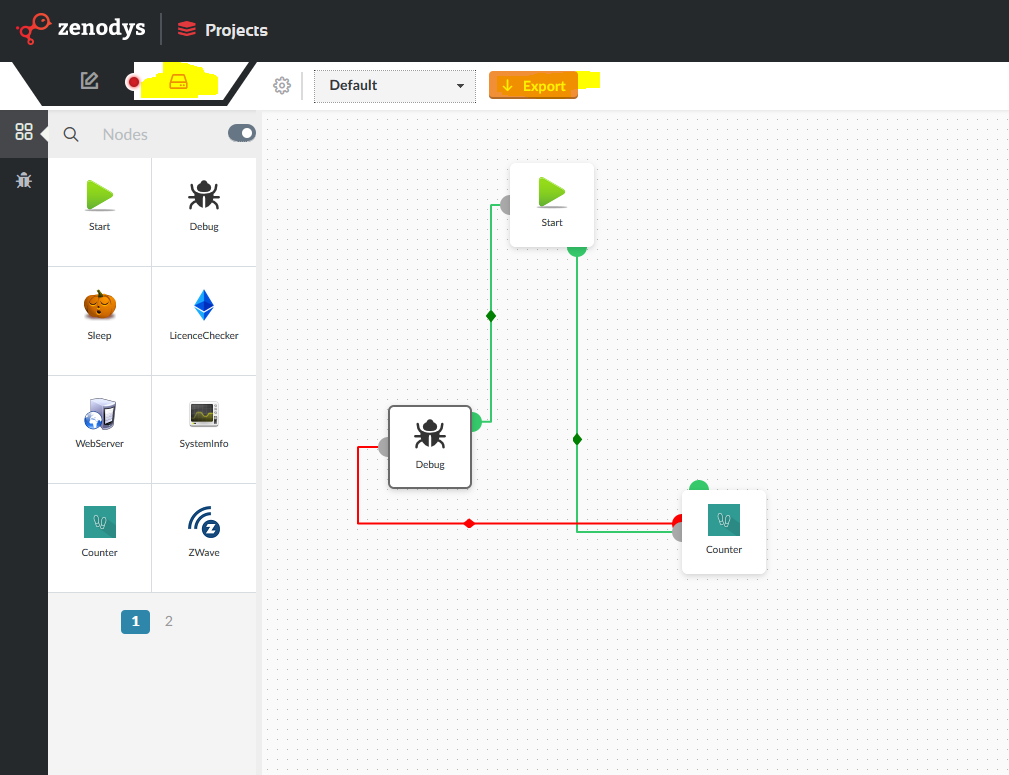 zenodys
Projects
Default
Export
Nodes
Start
Debug
Sleep
LicenceChecker
WebServer
SystemInfo
Counter
ZWave
1 2
Start
Debug
Counter